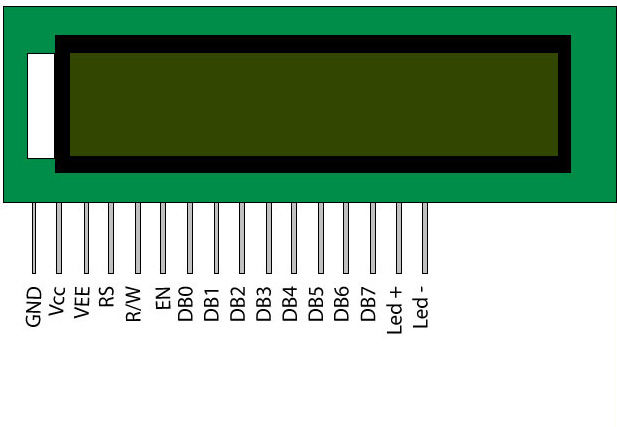 GND
Vcc
VEE
RS
R/W
EN
DB0
DB1
DB2
DB3
DB4
DB5
DB6
DB7
Led +
Led -